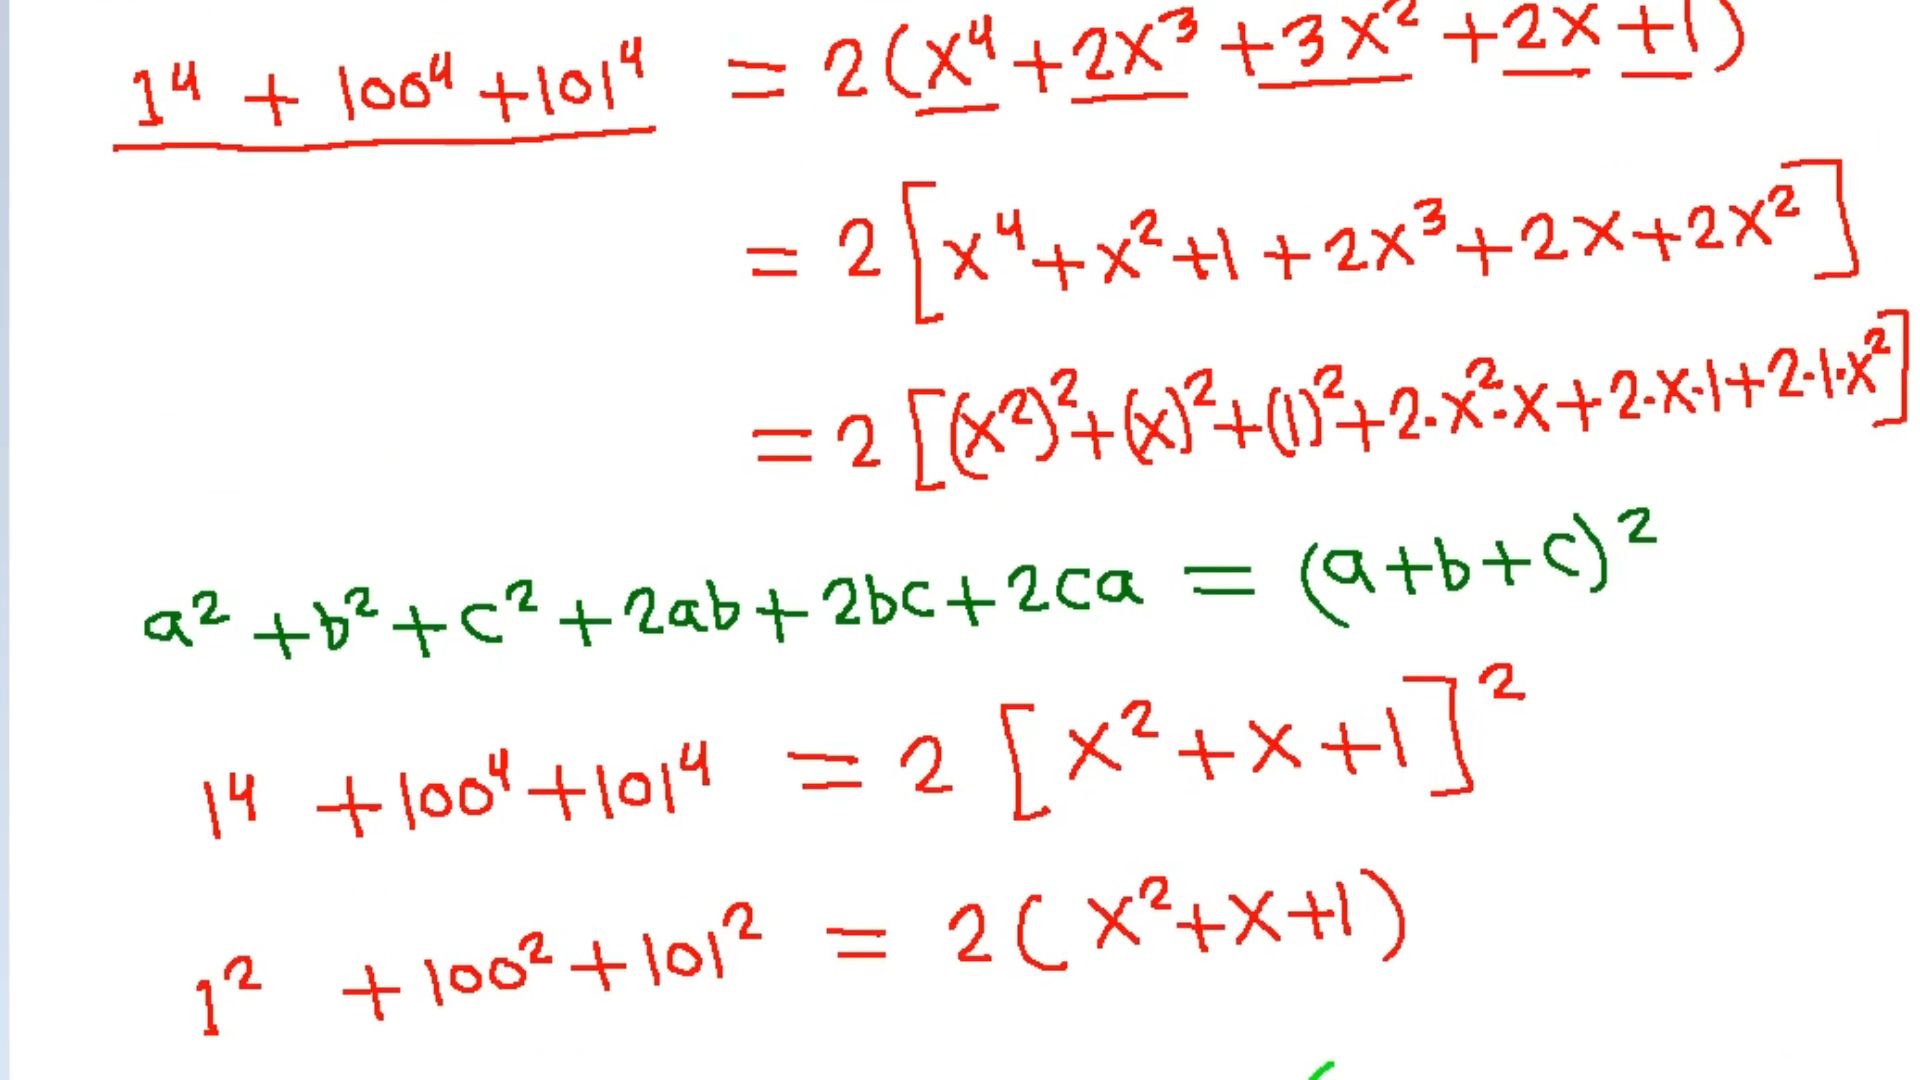 1⁴ + 100⁴ + 101⁴ = 2(x⁴ + 2x³ + 3x² + 2x + 1)
= 2[x⁴ + x² + 1 + 2x³ + 2x + 2x²]
= 2[(x²)² + (x)² + (1)² + 2·x²·x + 2·x·1 + 2·1·x²]
a² + b² + c² + 2ab + 2bc + 2ca = (a+b+c)²
1⁴ + 100⁴ + 101⁴ = 2[x² + x + 1]²
1² + 100² + 101² = 2(x² + x + 1)